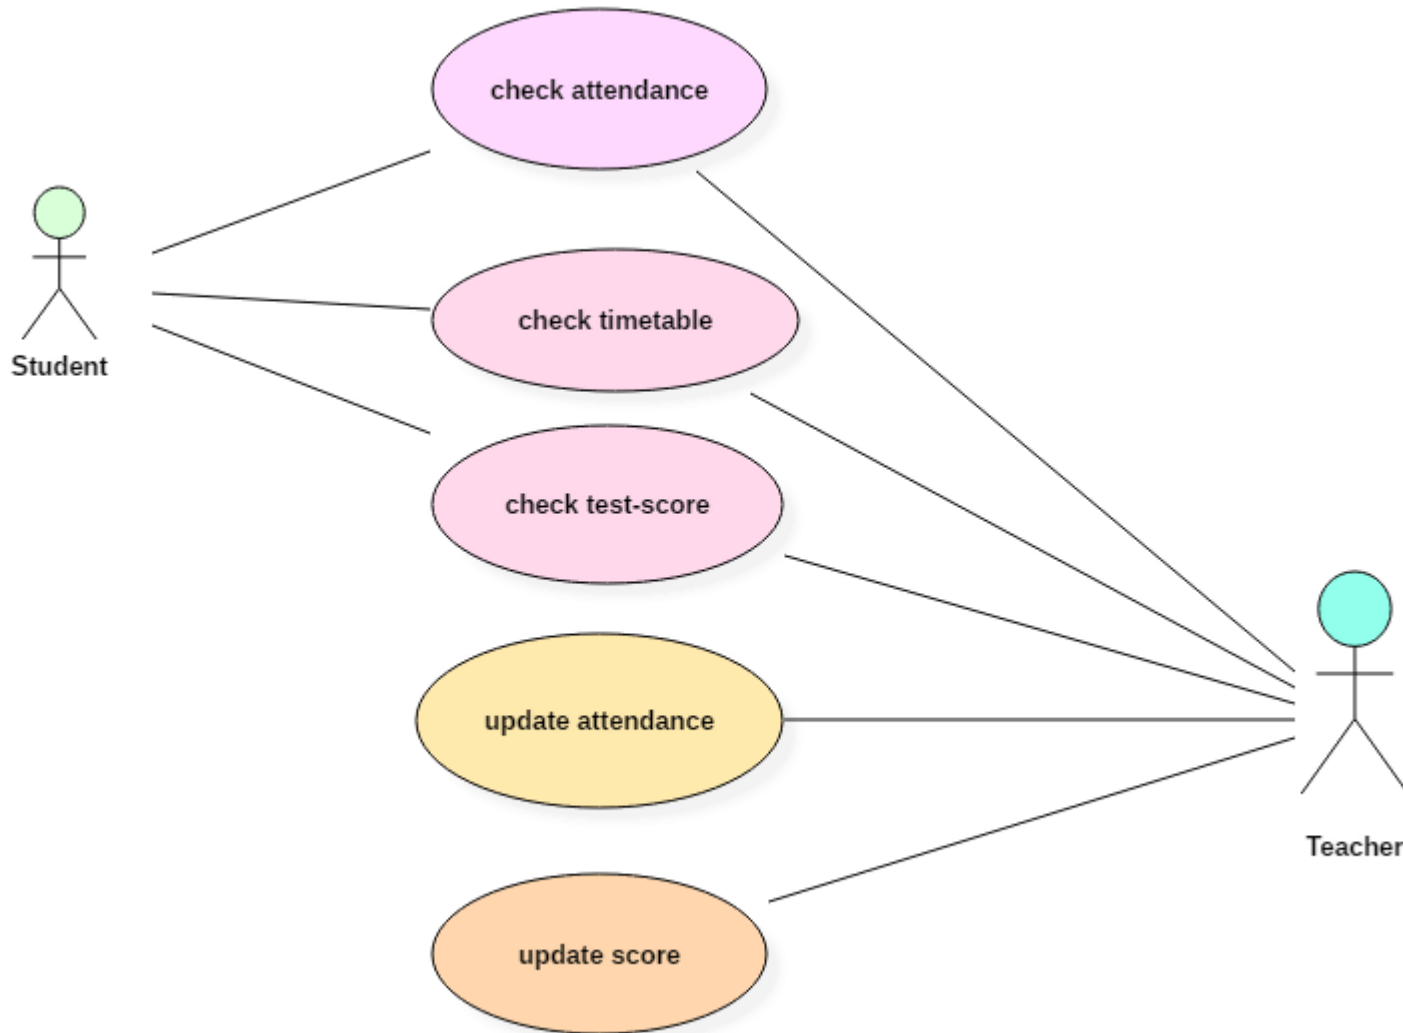 check attendance
Student
check timetable
check test-score
update attendance
Teacher
update score